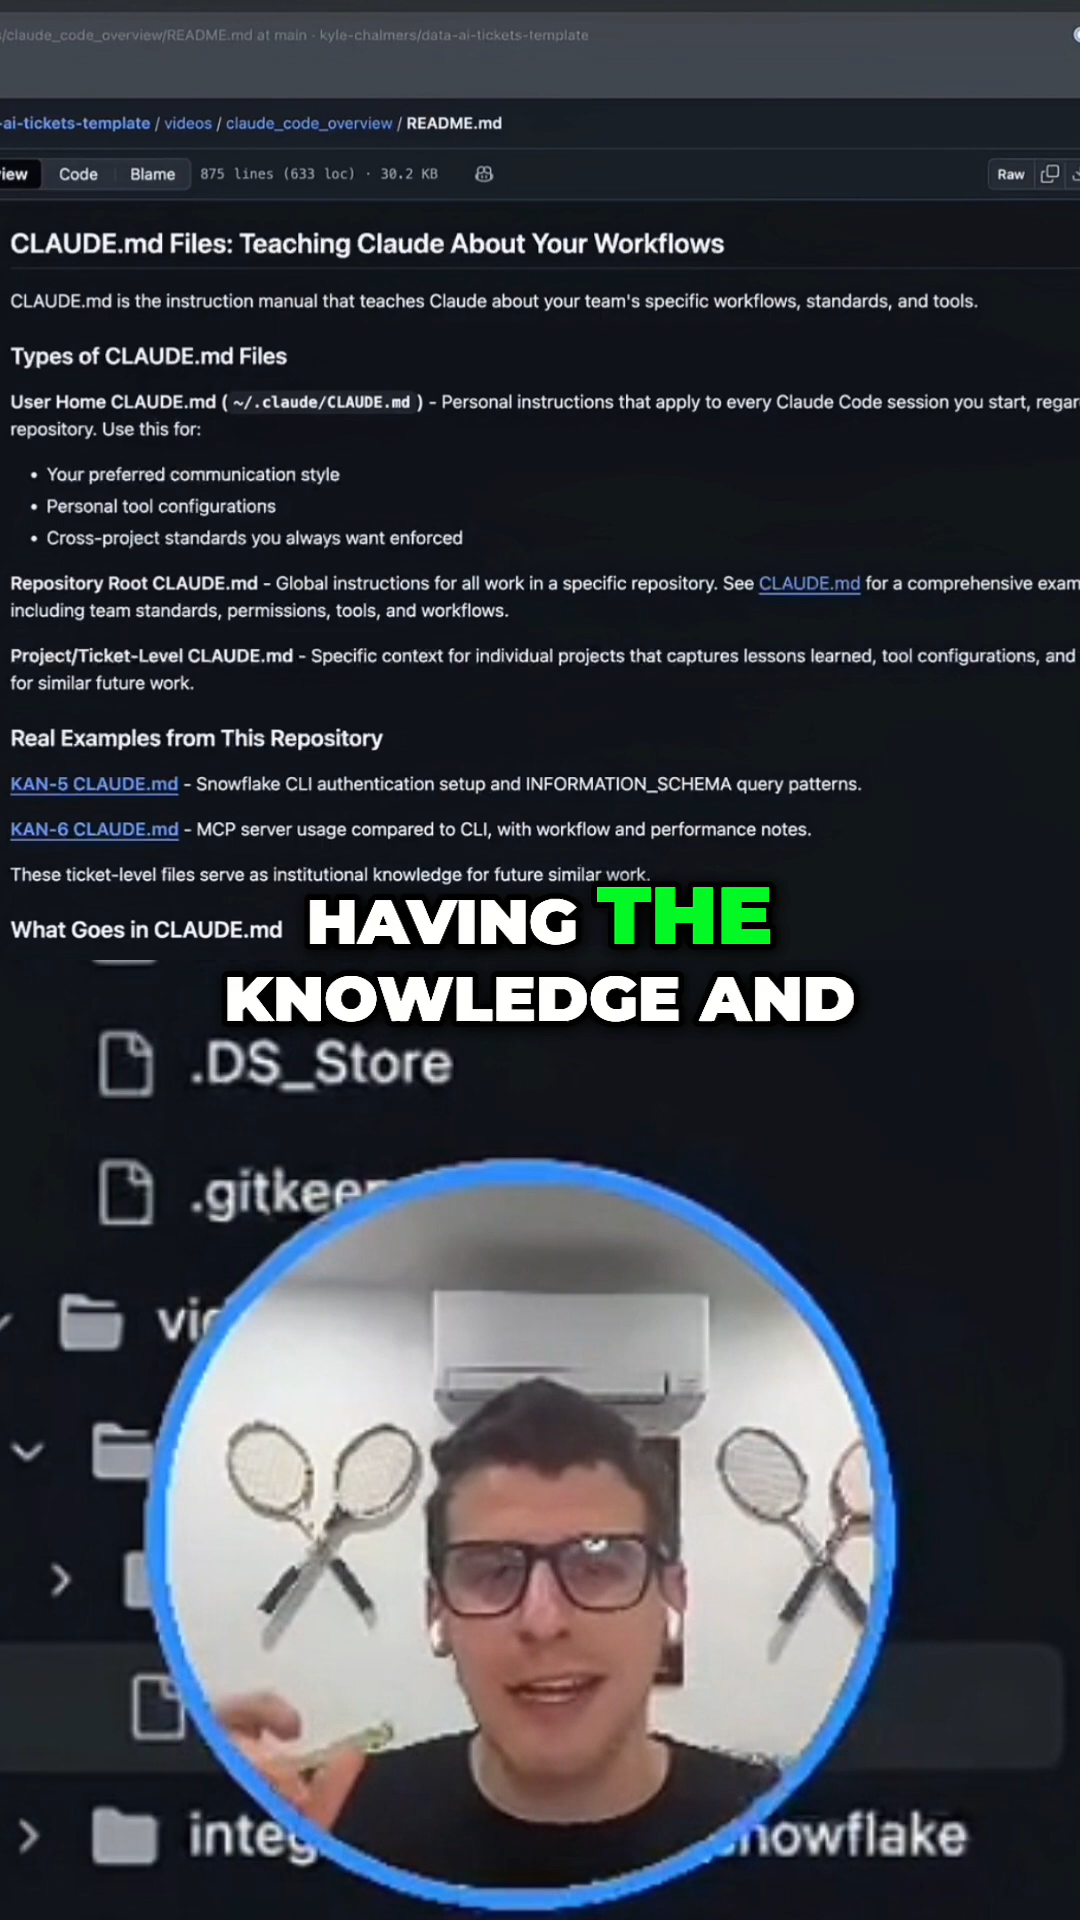 /claude_code_overview/README.md at main · kyle-chalmers/data-ai-tickets-template
-ai-tickets-template / videos / claude_code_overview / README.md
Code Blame 875 lines (633 loc) · 30.2 KB Raw
CLAUDE.md Files: Teaching Claude About Your Workflows
CLAUDE.md is the instruction manual that teaches Claude about your team's specific workflows, standards, and tools.
Types of CLAUDE.md Files
User Home CLAUDE.md ( ~/.claude/CLAUDE.md ) - Personal instructions that apply to every Claude Code session you start,
repository. Use this for:
• Your preferred communication style
• Personal tool configurations
• Cross-project standards you always want enforced
Repository Root CLAUDE.md - Global instructions for all work in a specific repository. See CLAUDE.md for a comprehensive
including team standards, permissions, tools, and workflows.
Project/Ticket-Level CLAUDE.md - Specific context for individual projects that captures lessons learned, tool configurations, and
for similar future work.
Real Examples from This Repository
KAN-5 CLAUDE.md - Snowflake CLI authentication setup and INFORMATION_SCHEMA query patterns.
KAN-6 CLAUDE.md - MCP server usage compared to CLI, with workflow and performance notes.
These ticket-level files serve as institutional knowledge for future similar work.
What Goes in CLAUDE.md
HAVING THE
KNOWLEDGE AND
.DS_Store